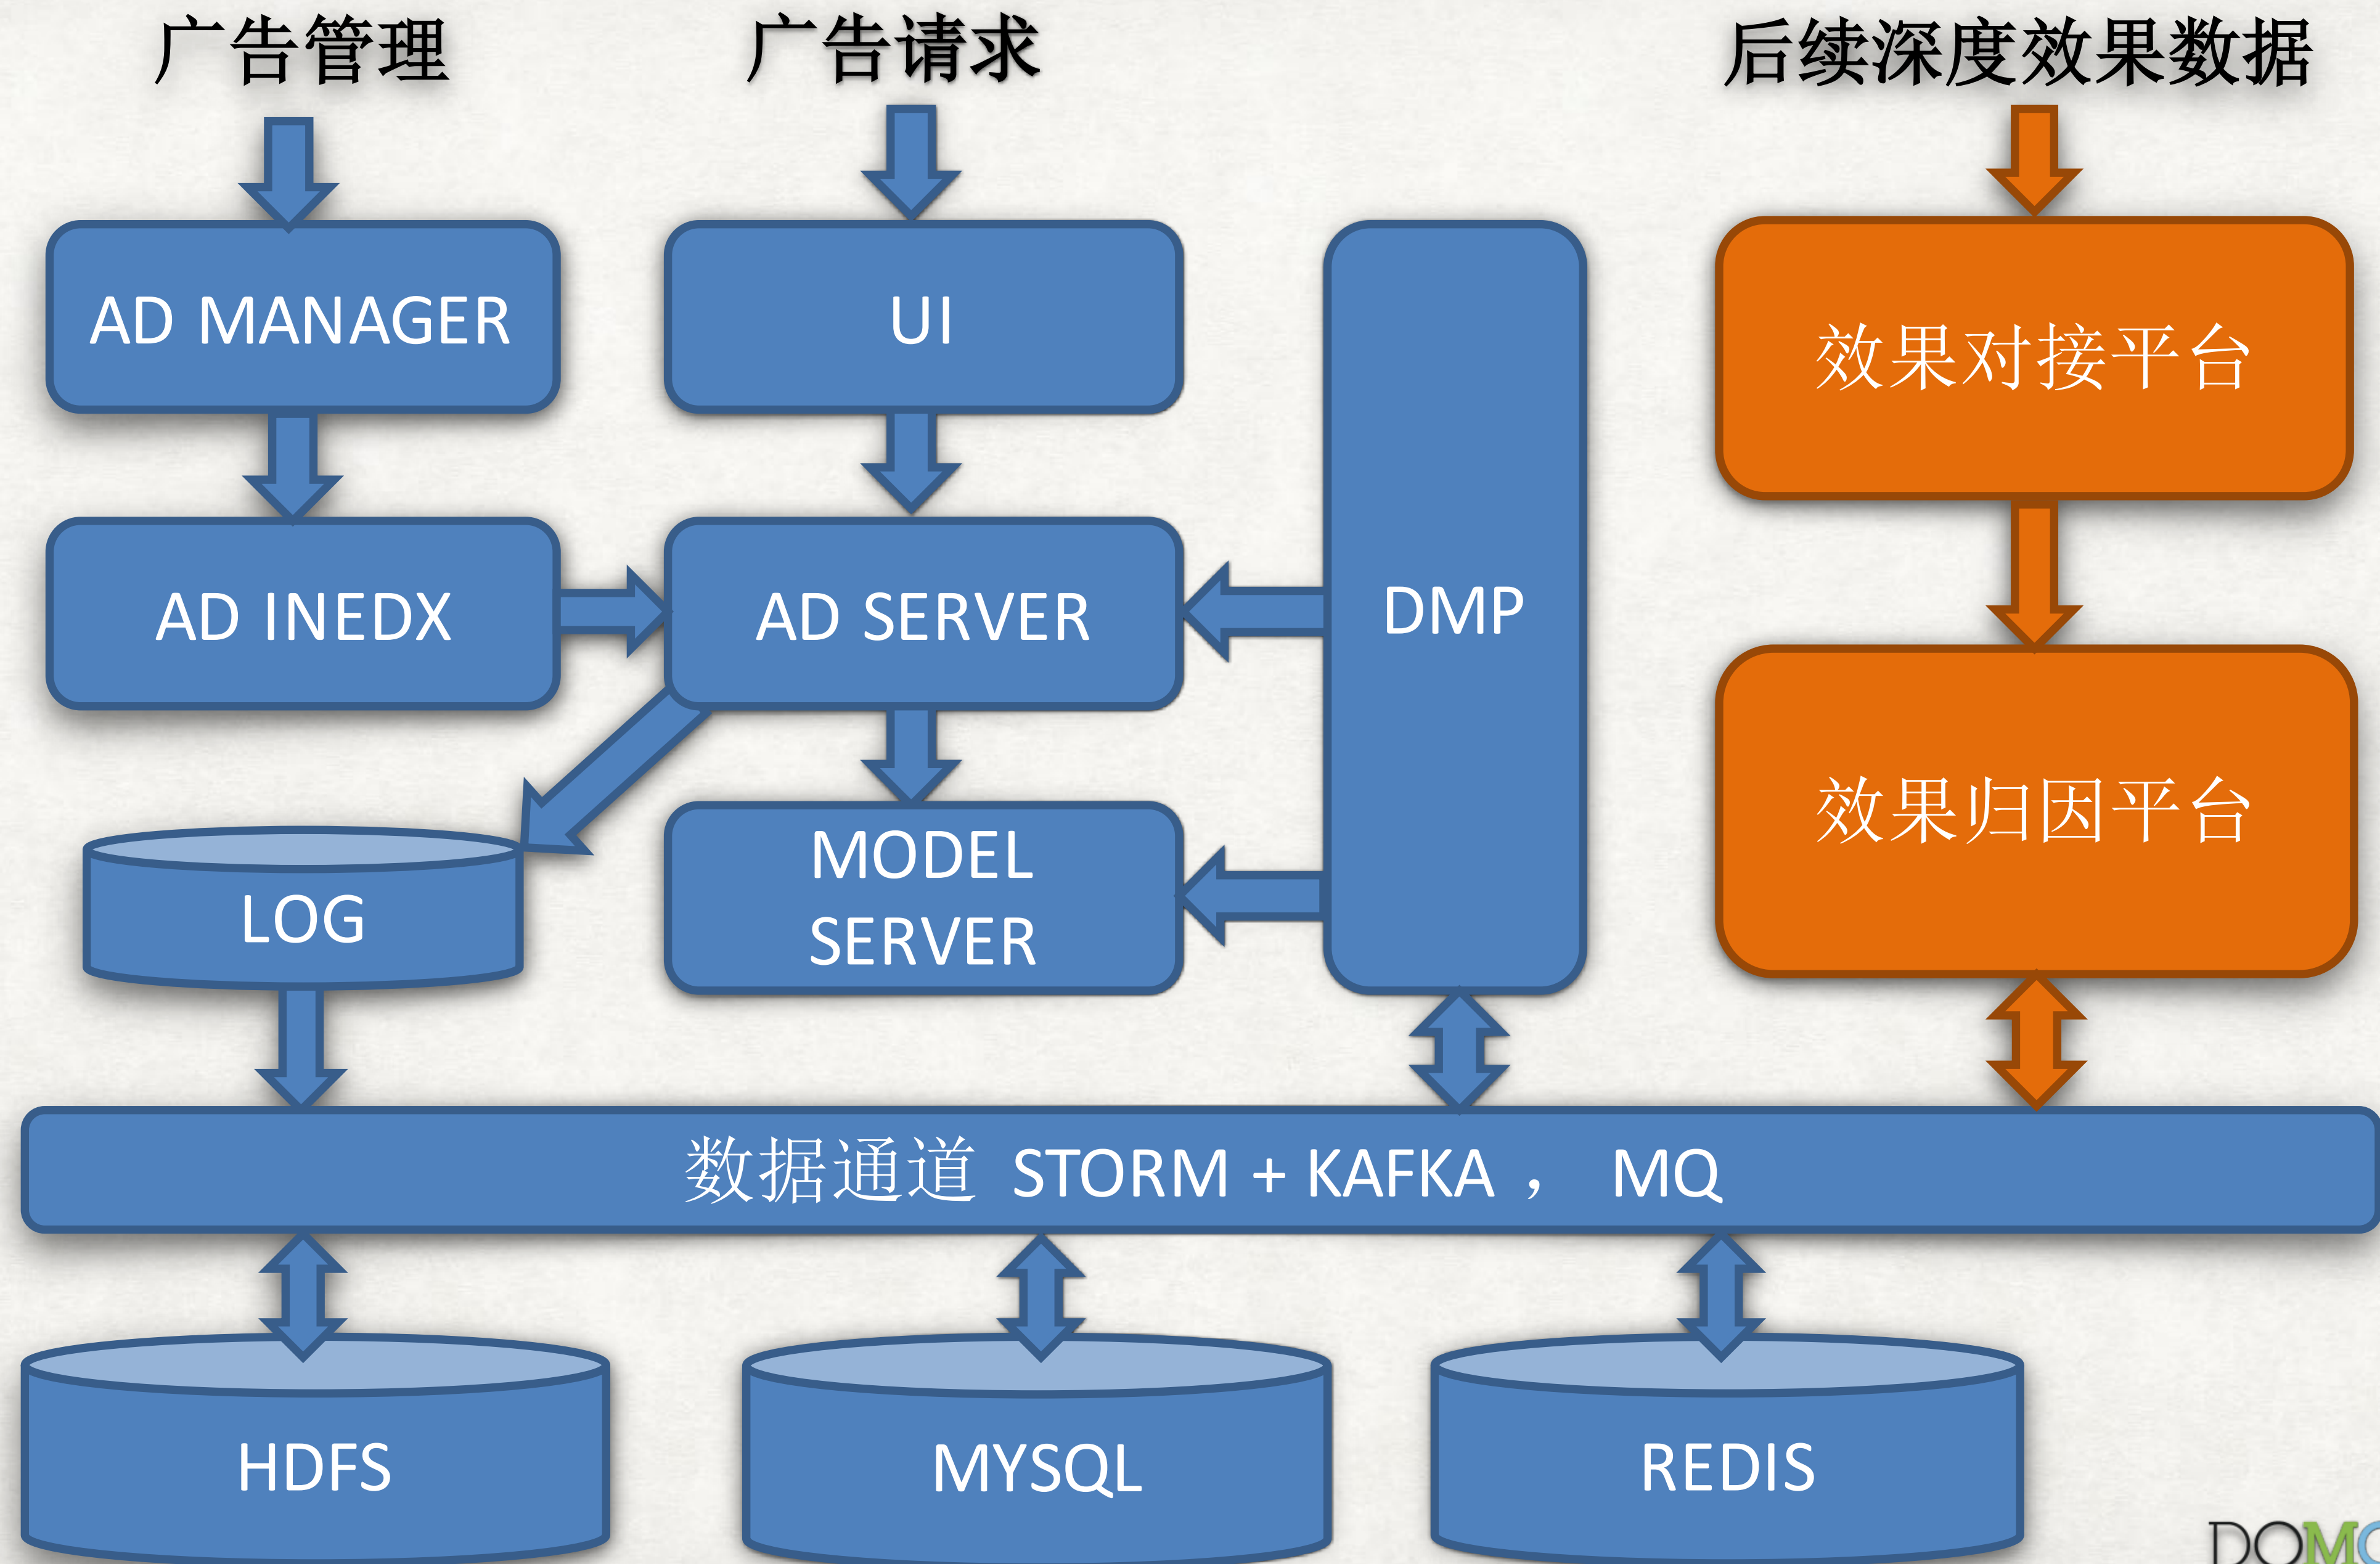 广告管理
广告请求
后续深度效果数据
AD MANAGER
UI
效果对接平台
AD INEDX
AD SERVER
DMP
效果归因平台
LOG
MODEL
SERVER
数据通道 STORM + KAFKA ， MQ
HDFS
MYSQL
REDIS